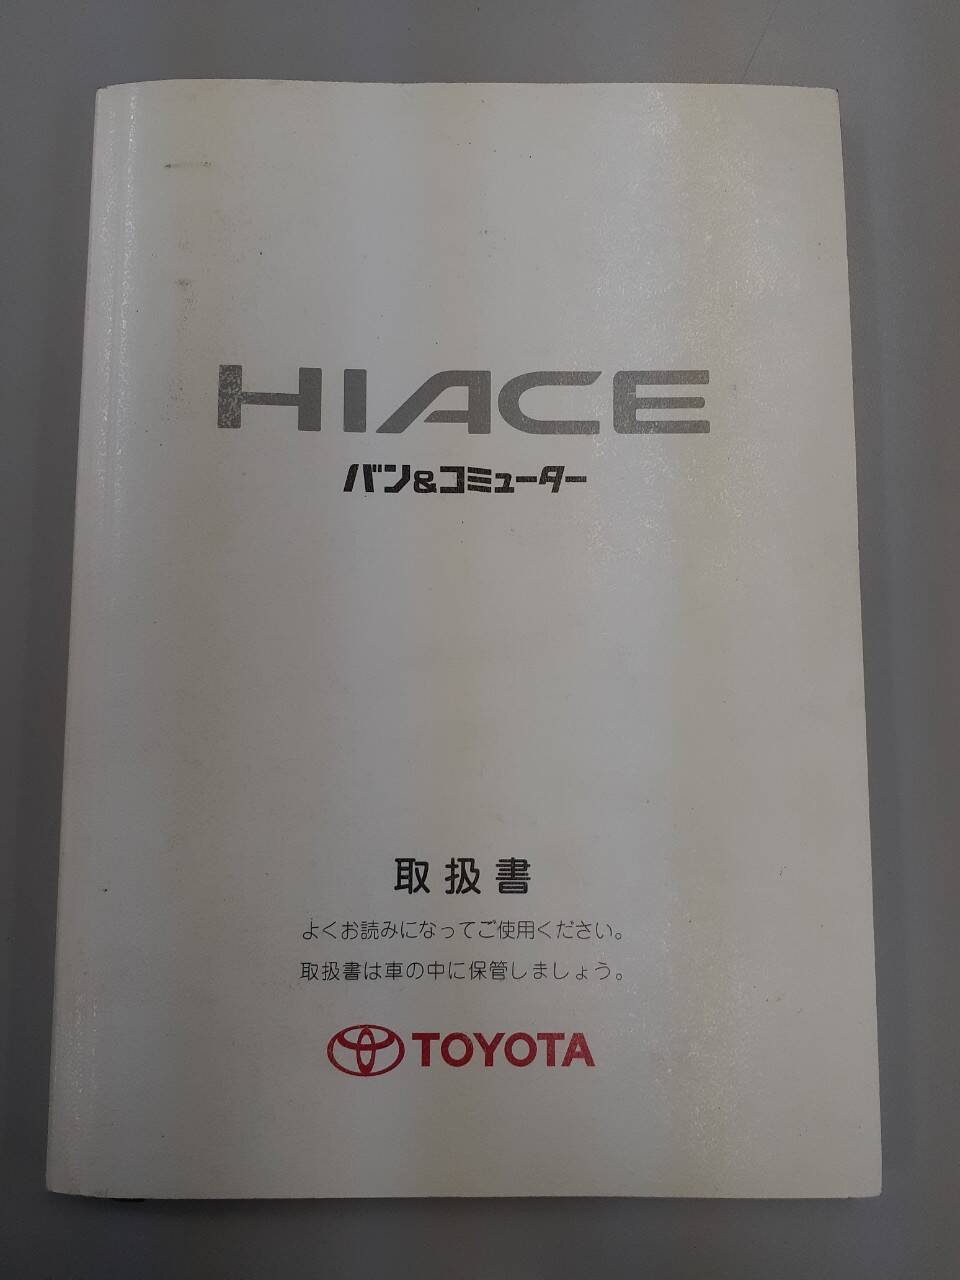 HIACE
バン&コミューター
取扱書
よくお読みになってご使用ください。
取扱書は車の中に保管しましょう。
TOYOTA